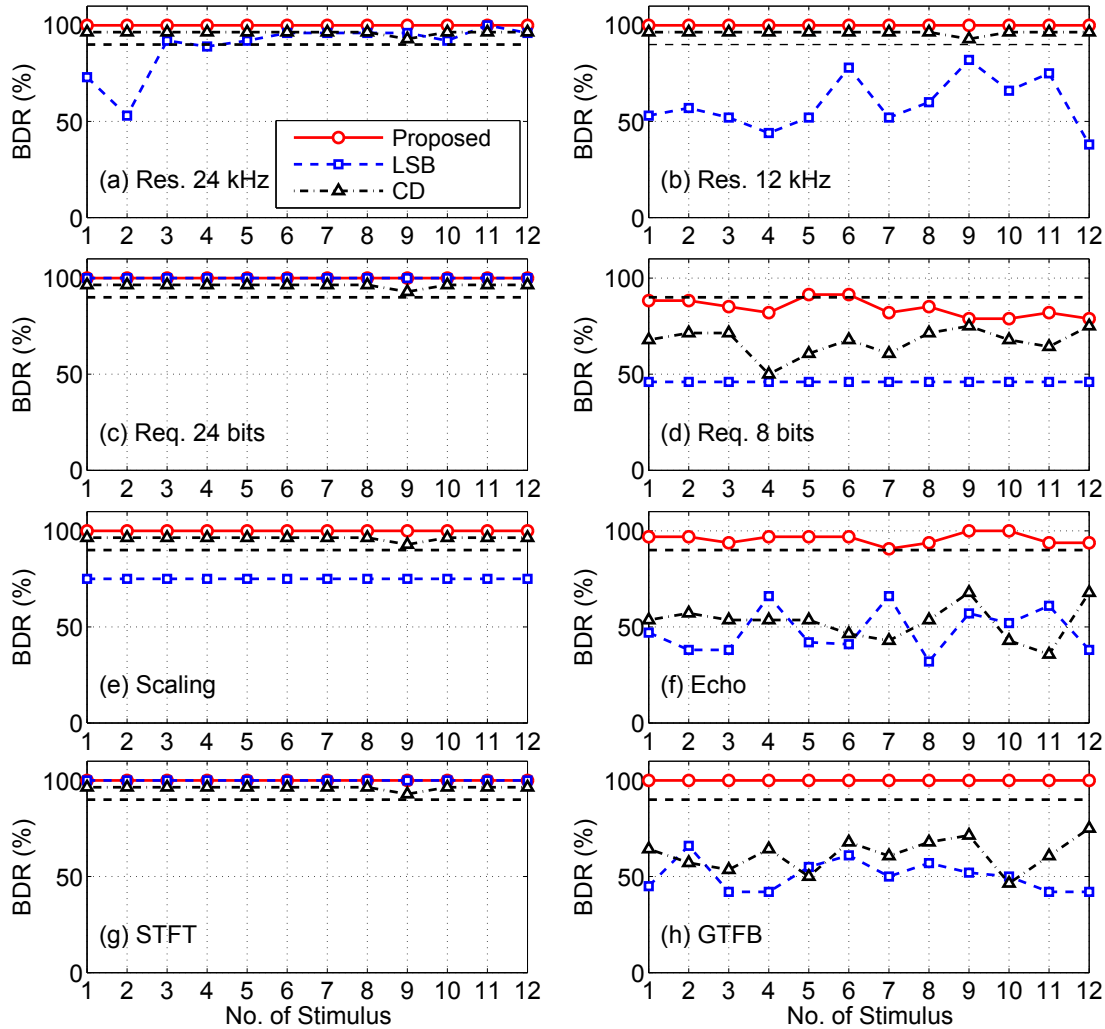 100
50
0
BDR (%)
(a) Res. 24 kHz
Proposed
LSB
CD
1 2 3 4 5 6 7 8 9 10 11 12
100
50
0
BDR (%)
(b) Res. 12 kHz
1 2 3 4 5 6 7 8 9 10 11 12
100
50
0
BDR (%)
(c) Req. 24 bits
1 2 3 4 5 6 7 8 9 10 11 12
100
50
0
BDR (%)
(d) Req. 8 bits
1 2 3 4 5 6 7 8 9 10 11 12
100
50
0
BDR (%)
(e) Scaling
1 2 3 4 5 6 7 8 9 10 11 12
100
50
0
BDR (%)
(f) Echo
1 2 3 4 5 6 7 8 9 10 11 12
100
50
0
BDR (%)
(g) STFT
1 2 3 4 5 6 7 8 9 10 11 12
No. of Stimulus
100
50
0
BDR (%)
(h) GTFB
1 2 3 4 5 6 7 8 9 10 11 12
No. of Stimulus